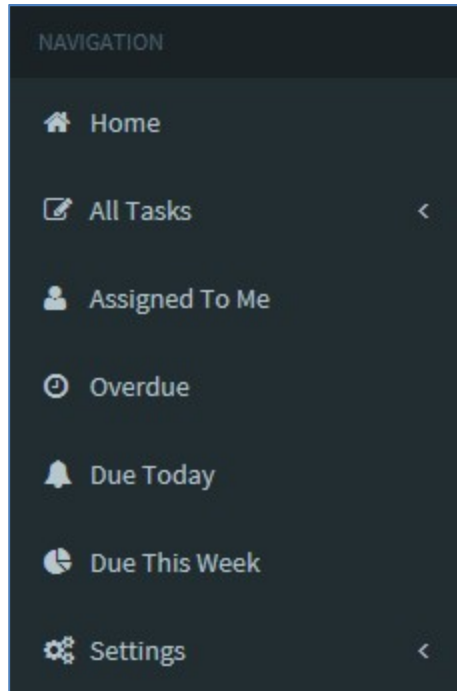 NAVIGATION
Home
All Tasks
Assigned To Me
Overdue
Due Today
Due This Week
Settings